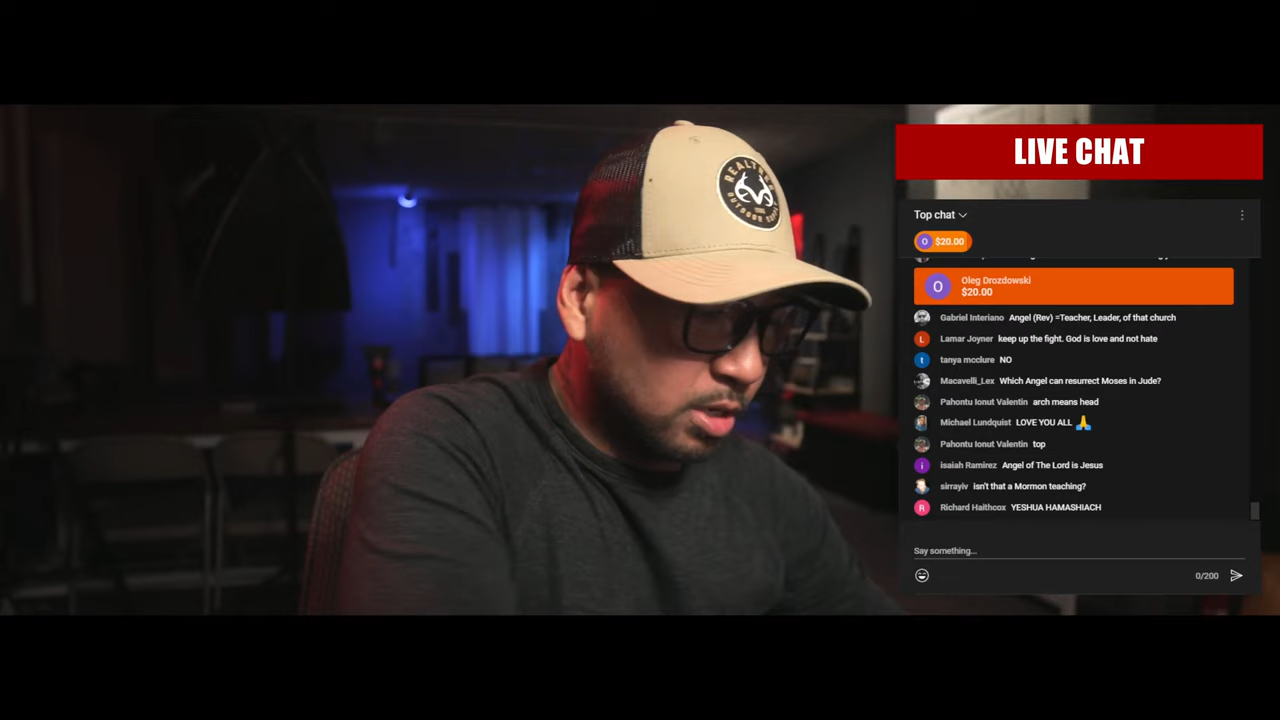 REALTREE
OUTDOOR
LIVE CHAT
Top chat
O $20.00
O Oleg Drozdowski
$20.00
Gabriel Interiano Angel (Rev) =Teacher, Leader, of that church
L Lamar Joyner keep up the fight. God is love and not hate
t tanya mcclure NO
Macavelli_Lex Which Angel can resurrect Moses in Jude?
Pahontu Ionut Valentin arch means head
Michael Lundquist LOVE YOU ALL 🙏
Pahontu Ionut Valentin top
i isaiah Ramirez Angel of The Lord is Jesus
sirrayiv isn't that a Mormon teaching?
R Richard Haithcox YESHUA HAMASHIACH
Say something...
0/200